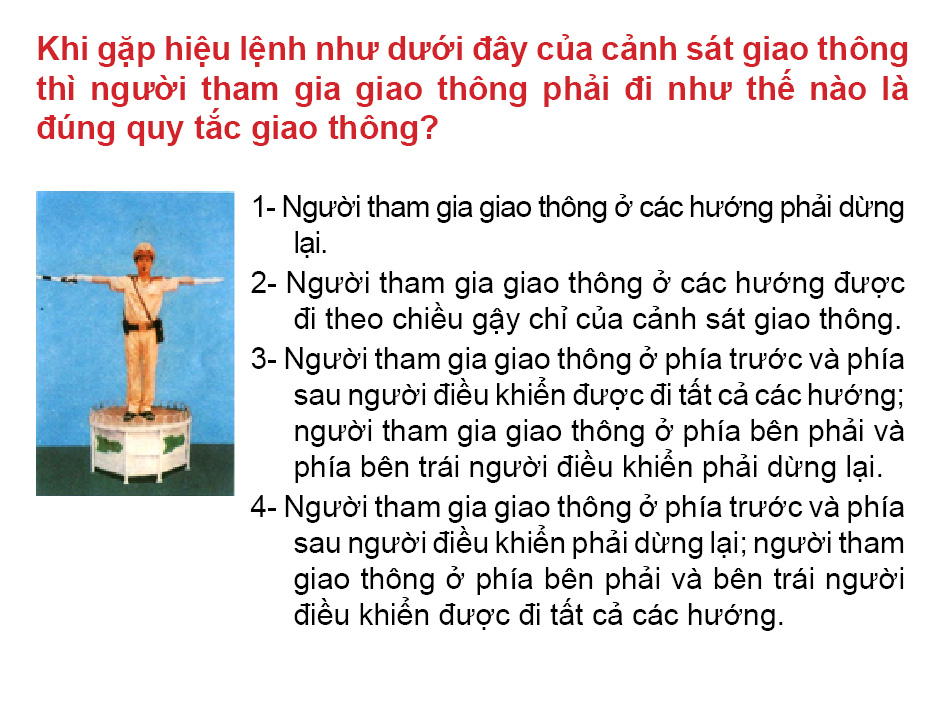 Khi gặp hiệu lệnh như dưới đây của cảnh sát giao thông
thì người tham gia giao thông phải đi như thế nào là
đúng quy tắc giao thông?
1- Người tham gia giao thông ở các hướng phải dừng
lại.
2- Người tham gia giao thông ở các hướng được
đi theo chiều gậy chỉ của cảnh sát giao thông.
3- Người tham gia giao thông ở phía trước và phía
sau người điều khiển được đi tất cả các hướng;
người tham gia giao thông ở phía bên phải và
phía bên trái người điều khiển phải dừng lại.
4- Người tham gia giao thông ở phía trước và phía
sau người điều khiển phải dừng lại; người tham
giao thông ở phía bên phải và bên trái người
điều khiển được đi tất cả các hướng.